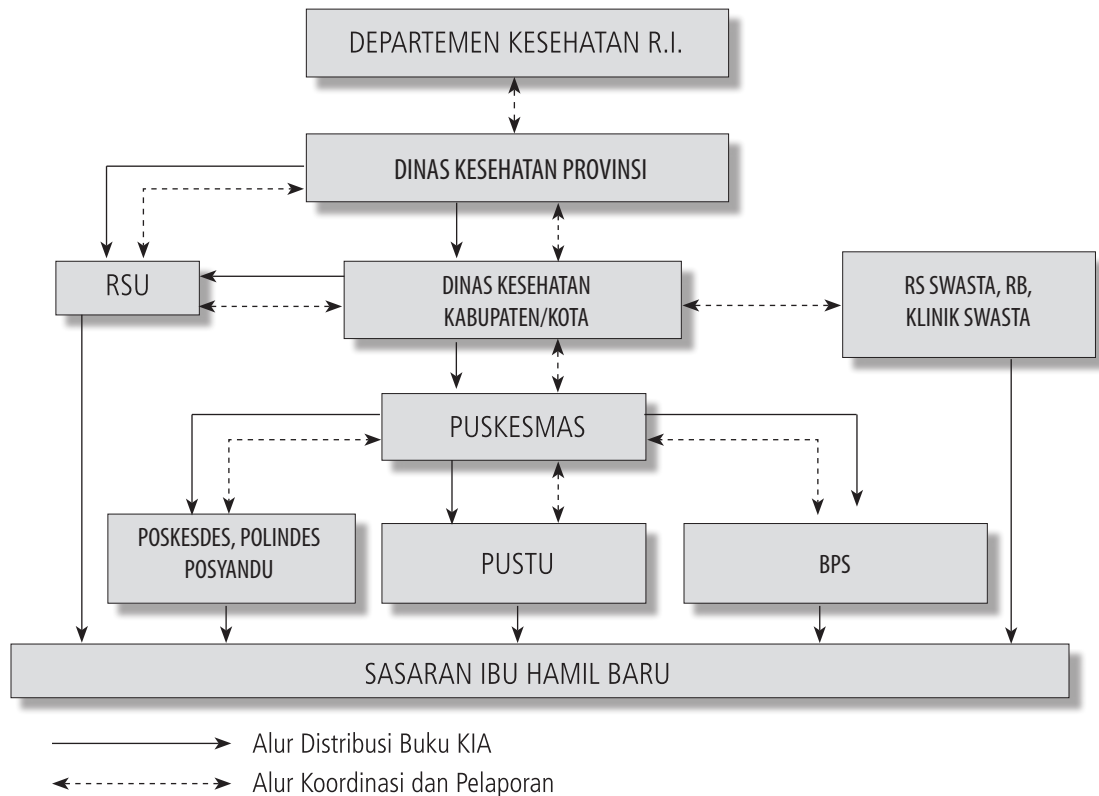 DEPARTEMEN KESEHATAN R.I.
DINAS KESEHATAN PROVINSI
RSU
DINAS KESEHATAN
KABUPATEN/KOTA
RS SWASTA, RB,
KLINIK SWASTA
PUSKESMAS
POSKESDES, POLINDES
POSYANDU
PUSTU
BPS
SASARAN IBU HAMIL BARU
Alur Distribusi Buku KIA
Alur Koordinasi dan Pelaporan